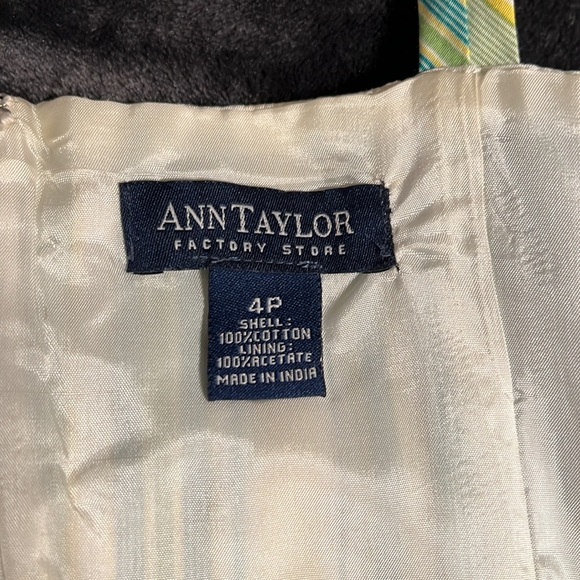 ANNTAYLOR
FACTORY STORE
4P
SHELL:
100%COTTON
LINING:
100%ACETATE
MADE IN INDIA